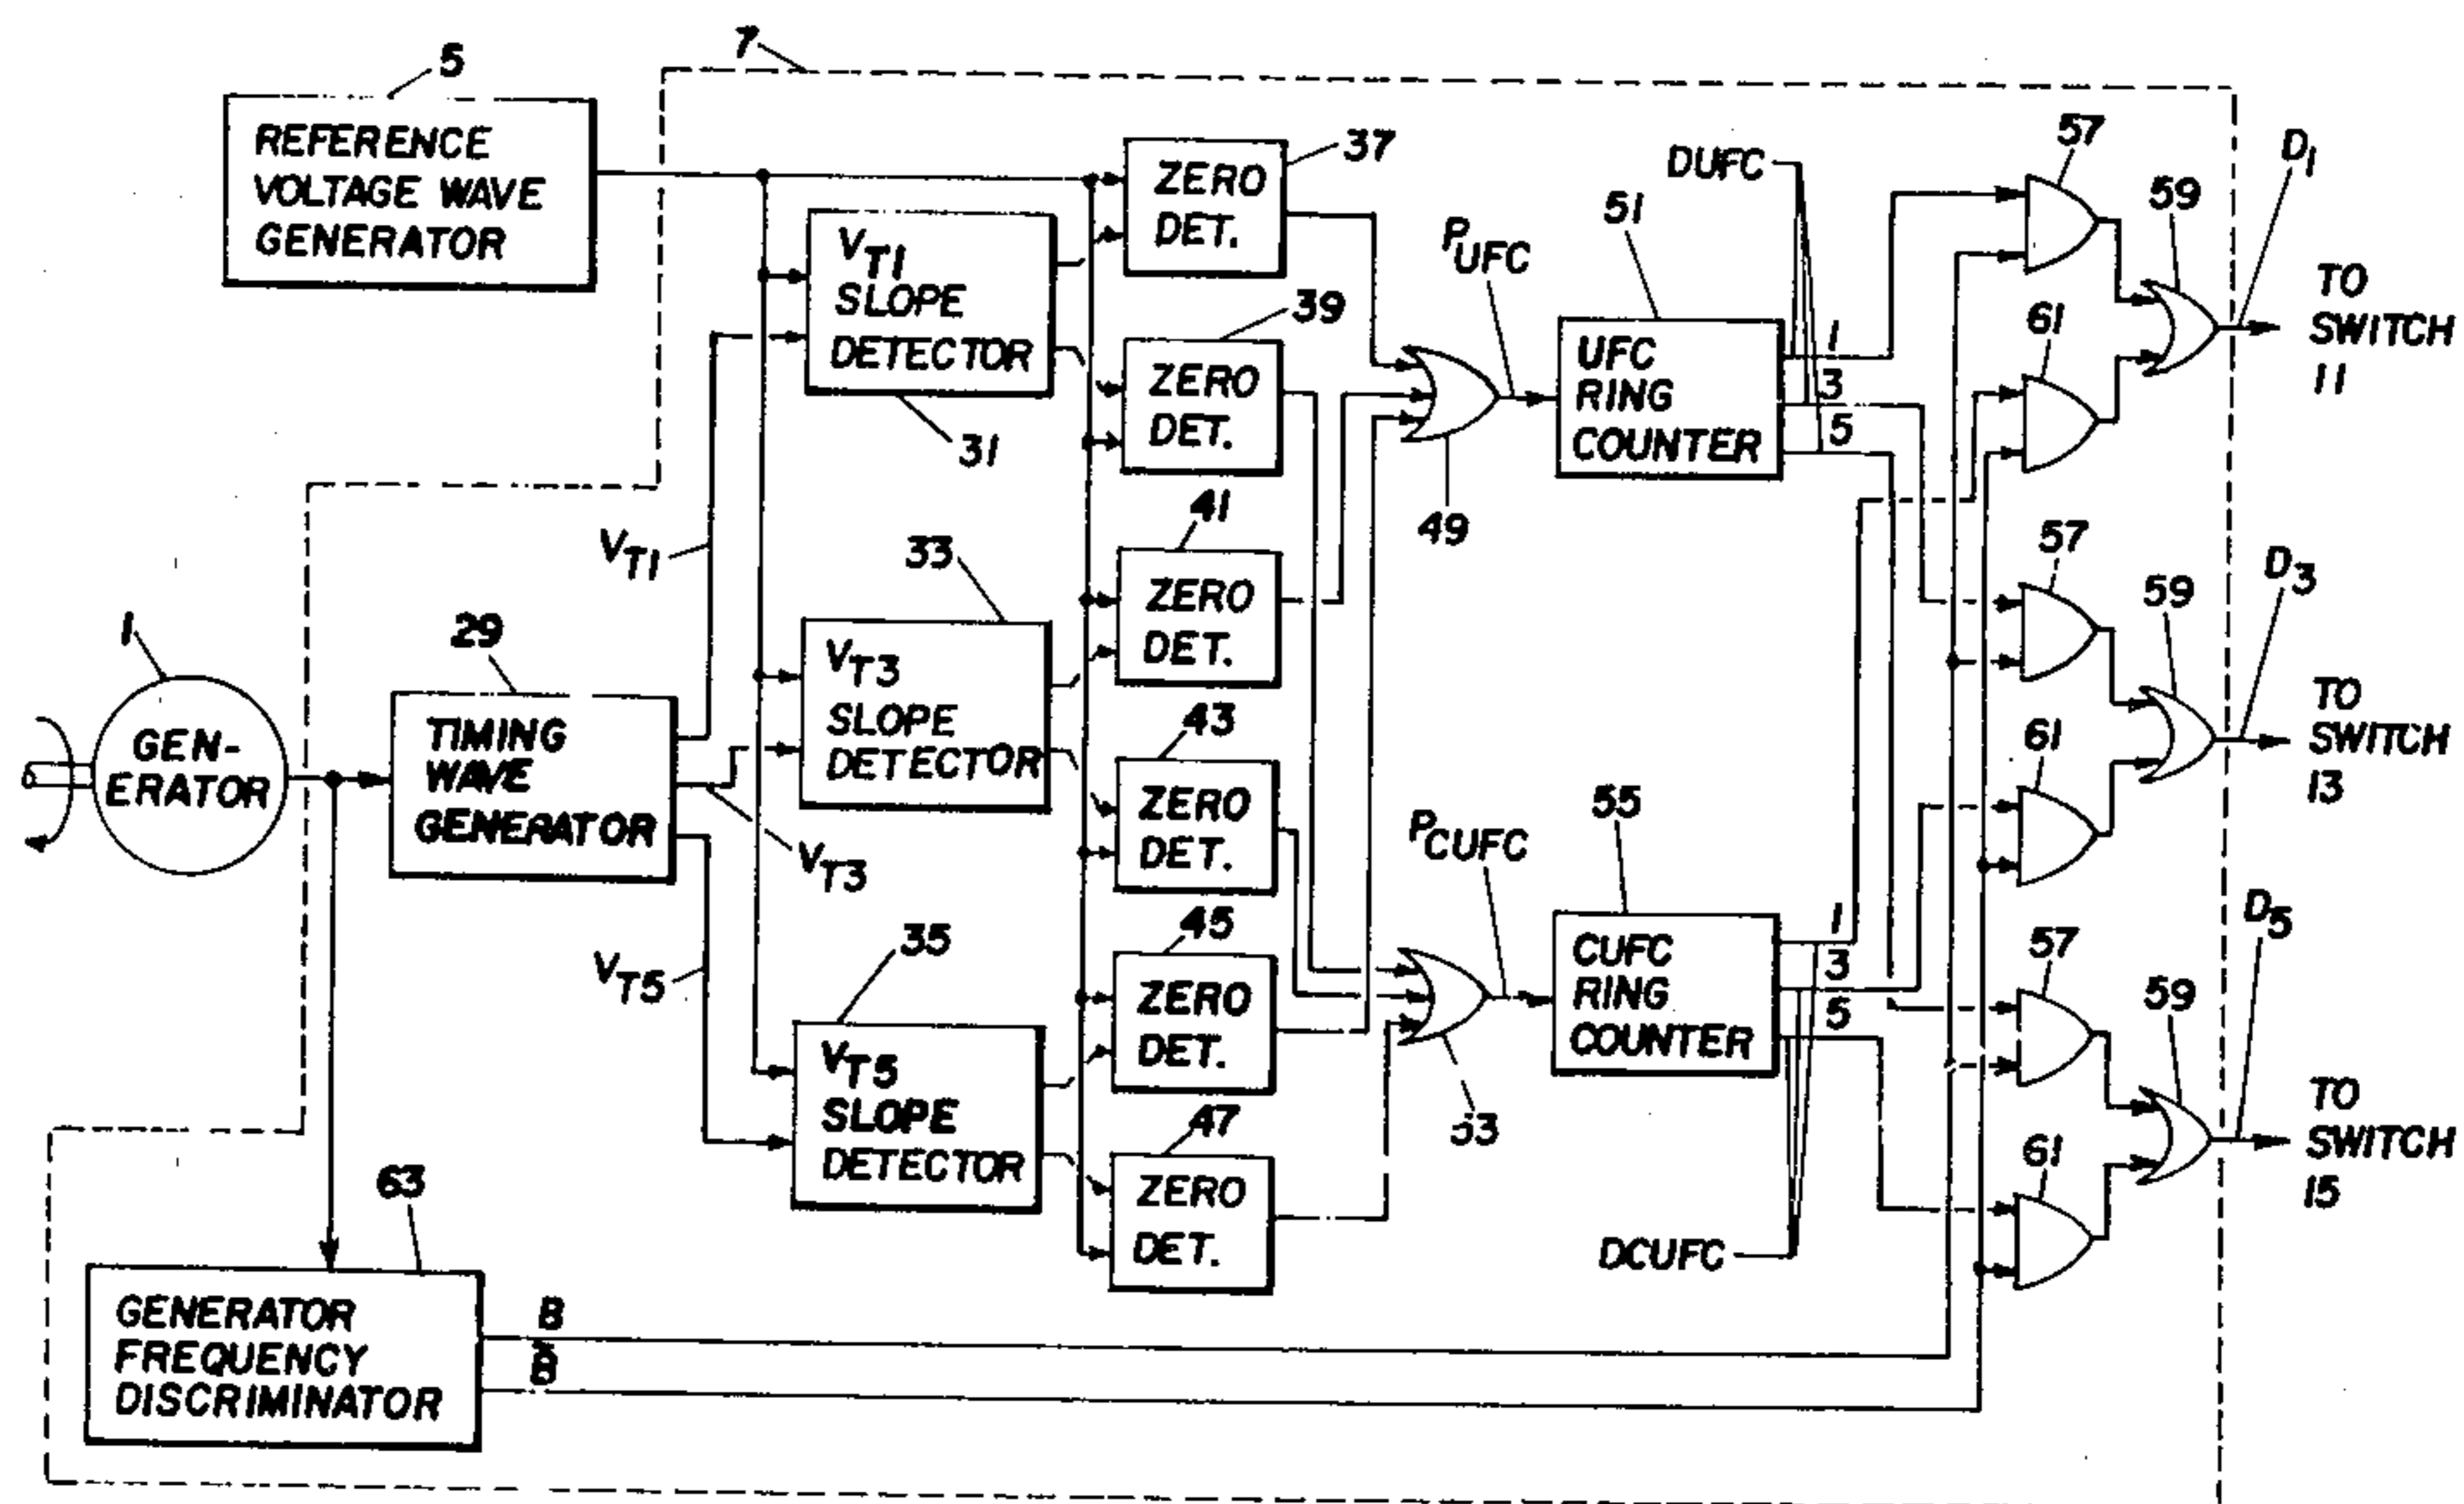 5
7
REFERENCE
VOLTAGE WAVE
GENERATOR
ZERO
DET.
37
DUFC
57
D1
59
VT1
SLOPE
DETECTOR
31
ZERO
DET.
39
PUFC
51
UFC
RING
COUNTER
1
3
5
49
61
TO
SWITCH
11
VT1
33
41
ZERO
DET.
57
59
D3
1
GEN-
ERATOR
29
TIMING
WAVE
GENERATOR
VT3
VT3
SLOPE
DETECTOR
43
ZERO
DET.
61
TO
SWITCH
13
PCUFC
55
CUFC
RING
COUNTER
1
3
5
53
VT5
35
VT5
SLOPE
DETECTOR
45
ZERO
DET.
57
59
D5
47
ZERO
DET.
DCUFC
61
TO
SWITCH
15
63
GENERATOR
FREQUENCY
DISCRIMINATOR
B
B̄